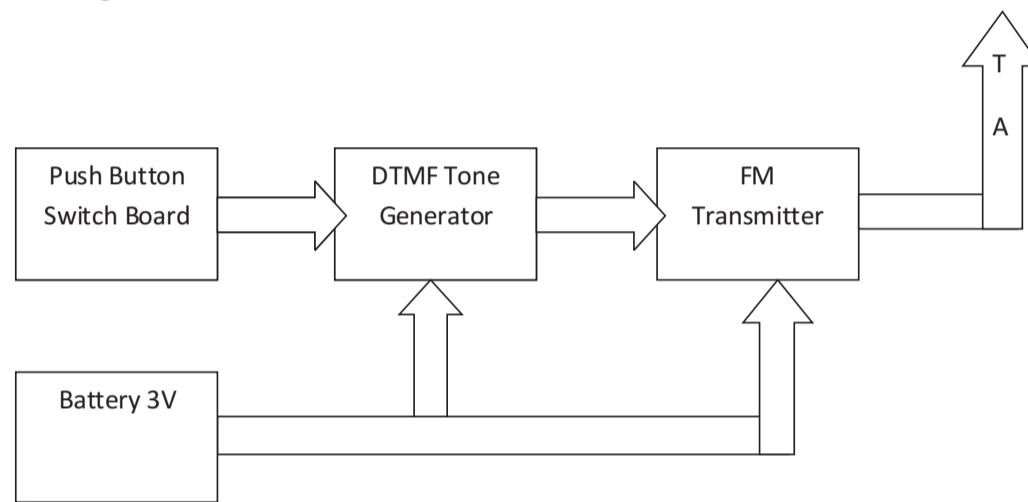 T
A
Push Button
Switch Board
DTMF Tone
Generator
FM
Transmitter
Battery 3V